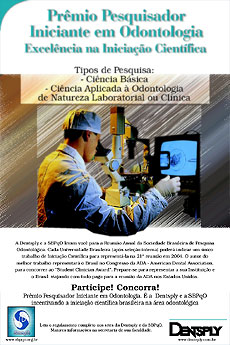 Prêmio Pesquisador
Iniciante em Odontologia
Excelência na Iniciação Científica
Tipos de Pesquisa:
- Ciência Básica
- Ciência Aplicada à Odontologia
de Natureza Laboratorial ou Clínica
A Dentsply e a SBPqO levam você para a Reunião Anual da Sociedade Brasileira de Pesquisa
Odontológica. Cada Universidade Brasileira (após seleção interna) poderá indicar um único
trabalho de Iniciação Científica para representá-la na 21ª reunião em 2004. O autor do
melhor trabalho representará o Brasil no Congresso da ADA - American Dental Association,
para concorrer ao "Student Clinician Award". Prepare-se para representar a sua Instituição e
o Brasil, viajando com tudo pago para a reunião da ADA nos Estados Unidos.
Participe! Concorra!
Prêmio Pesquisador Iniciante em Odontologia. É a Dentsply e a SBPqO
incentivando a iniciação científica brasileira na área odontológica.
Leia o regulamento completo nos sites da Dentsply e da SBPqO.
Maiores informações na secretaria de sua faculdade.
DENTSPLY
www.sbpqo.org.br
www.dentsply.com.br